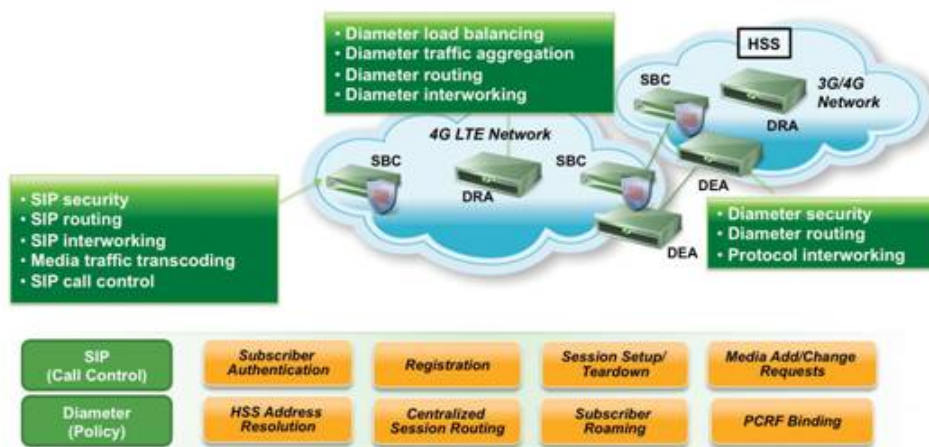 • Diameter load balancing
• Diameter traffic aggregation
• Diameter routing
• Diameter interworking
HSS
SBC
3G/4G
Network
DRA
4G LTE Network
SBC
DRA
SBC
DEA
DEA
• SIP security
• SIP routing
• SIP interworking
• Media traffic transcoding
• SIP call control
• Diameter security
• Diameter routing
• Protocol interworking
SIP
(Call Control)
Subscriber
Authentication
Registration
Session Setup/
Teardown
Media Add/Change
Requests
Diameter
(Policy)
HSS Address
Resolution
Centralized
Session Routing
Subscriber
Roaming
PCRF Binding